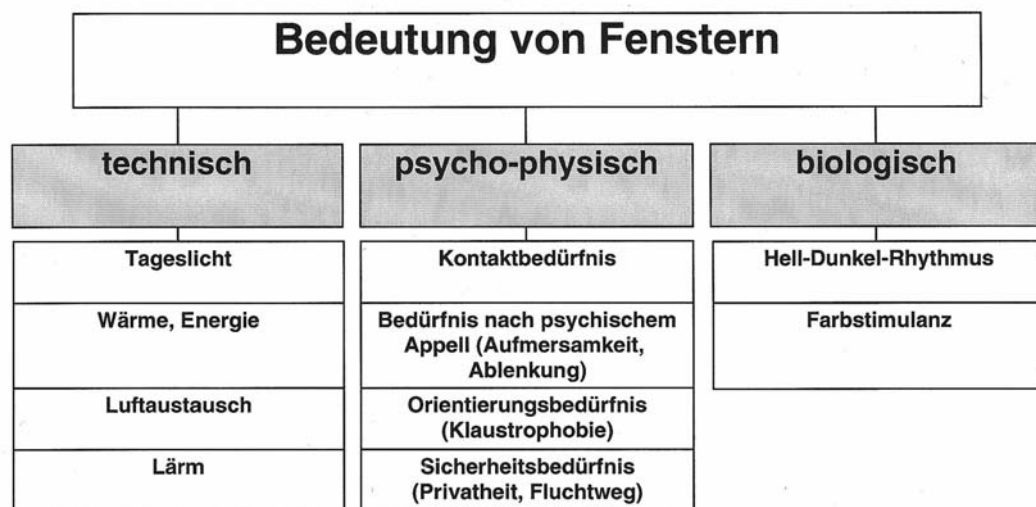 Bedeutung von Fenstern
technisch
Tageslicht
Wärme, Energie
Luftaustausch
Lärm
psycho-physisch
Kontaktbedürfnis
Bedürfnis nach psychischem
Appell (Aufmersamkeit,
Ablenkung)
Orientierungsbedürfnis
(Klaustrophobie)
Sicherheitsbedürfnis
(Privatheit, Fluchtweg)
biologisch
Hell-Dunkel-Rhythmus
Farbstimulanz